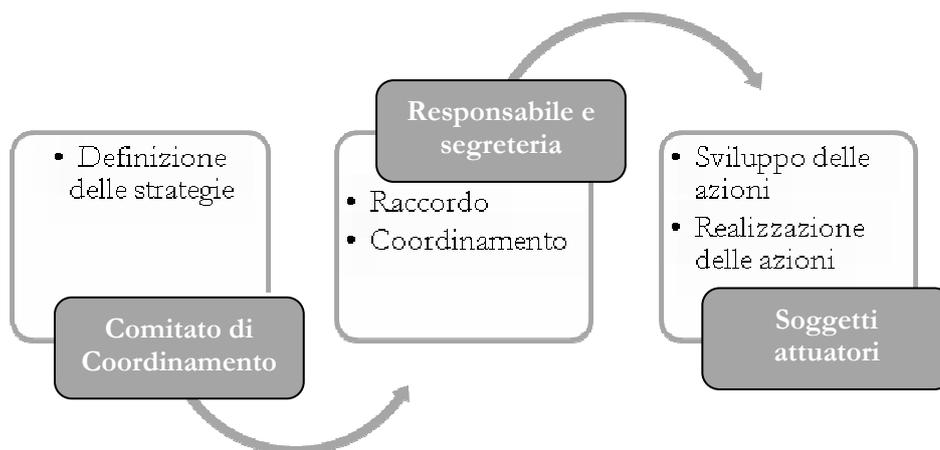 • Definizione
delle strategie
Comitato di
Coordinamento
Responsabile e
segreteria
• Raccordo
• Coordinamento
• Sviluppo delle
azioni
• Realizzazione
delle azioni
Soggetti
attuatori